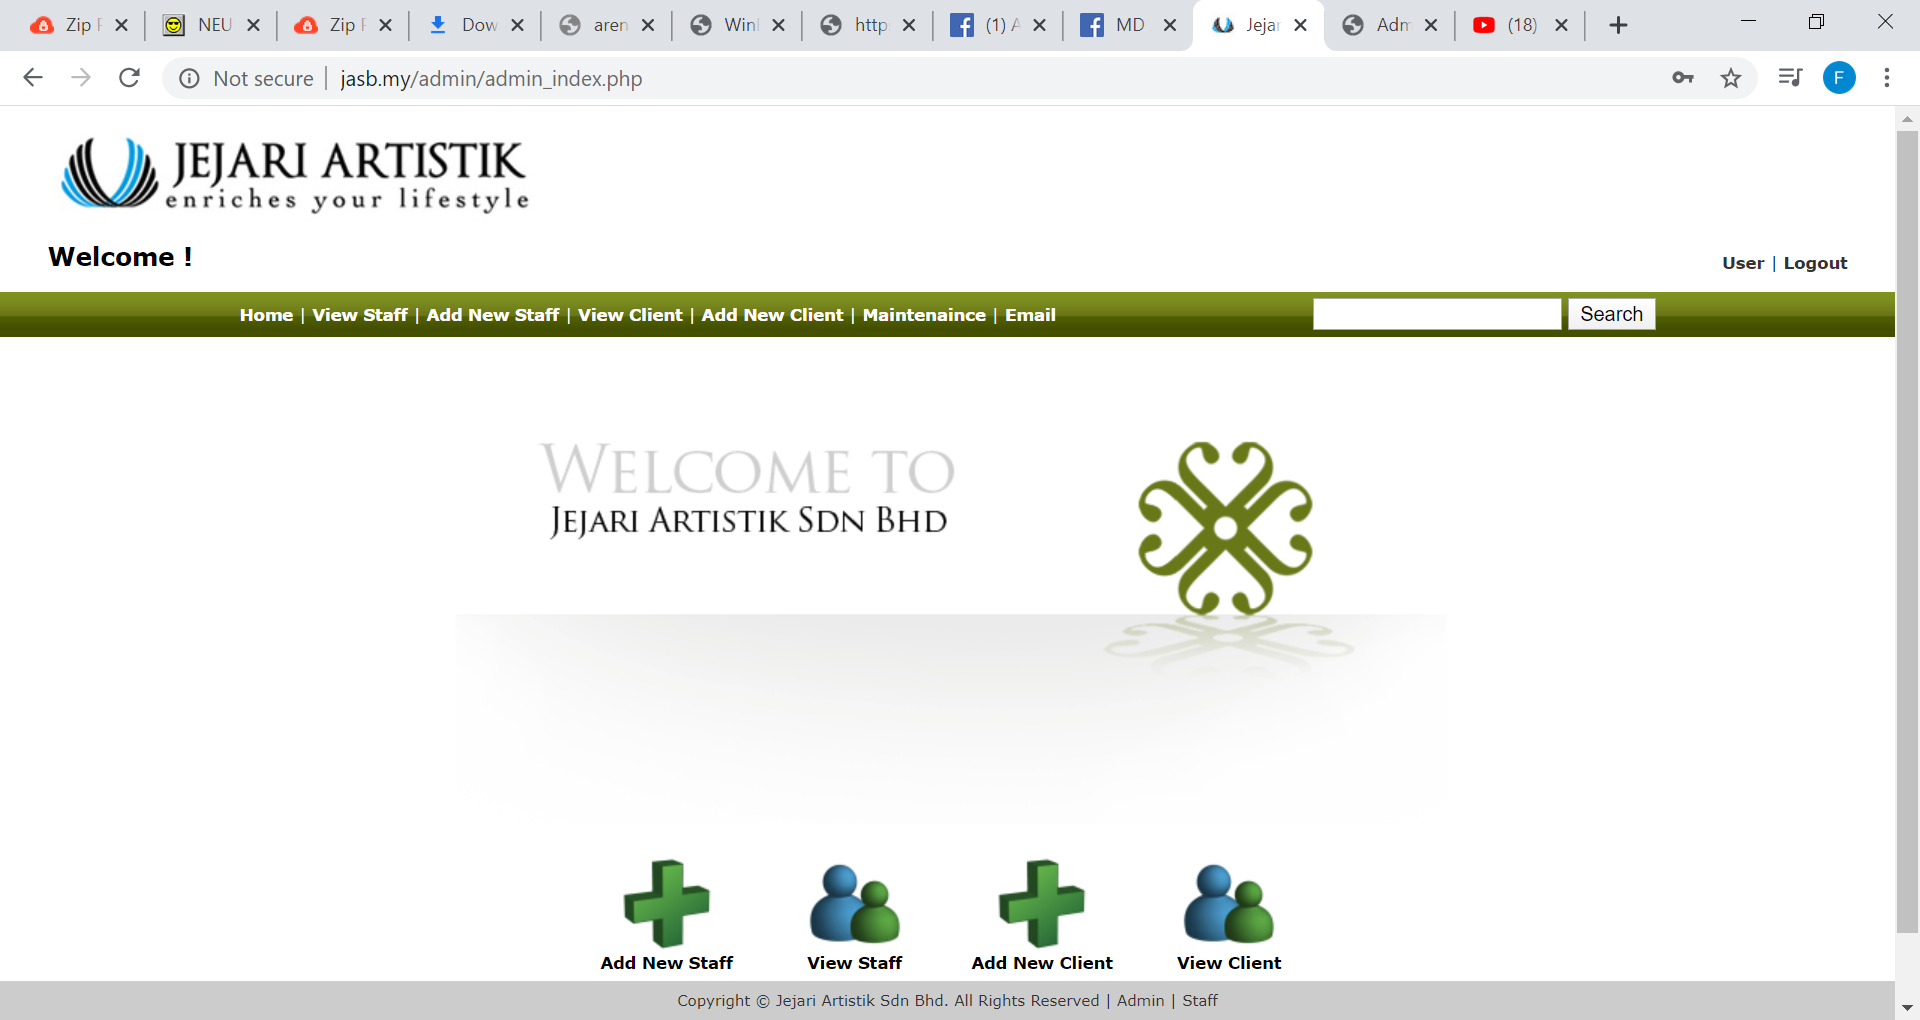 Zip F
NEU
Zip F
Dow
aren
Win
http
(1) A
MD
Jejar
Adm
(18)
Not secure | jasb.my/admin/admin_index.php
F
JEJARI ARTISTIK
enriches your lifestyle
Welcome !
User | Logout
Home | View Staff | Add New Staff | View Client | Add New Client | Maintenaince | Email
Search
WELCOME TO
JEJARI ARTISTIK SDN BHD
Add New Staff
View Staff
Add New Client
View Client
Copyright © Jejari Artistik Sdn Bhd. All Rights Reserved | Admin | Staff